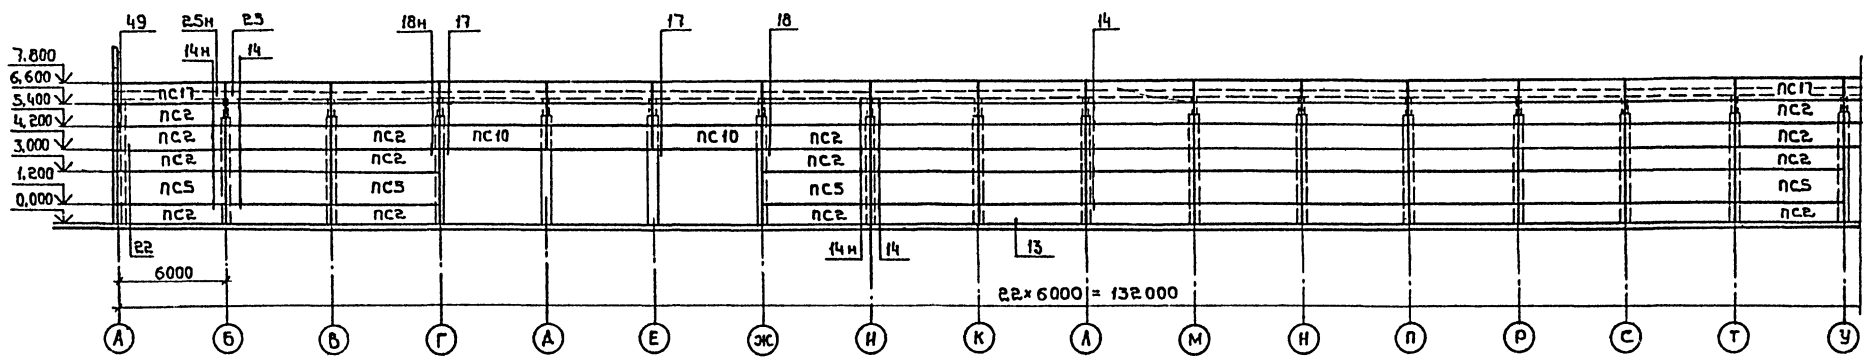 49 25н 23 18н 17 17 18 14
14н 14
7,800
6,600
5,400
4,200
3,000
1,200
0,000
ПС17 ПС17
ПС2 ПС2
ПС2 ПС2 ПС10 ПС10 ПС2 ПС2
ПС2 ПС2 ПС2 ПС2
ПС5 ПС5 ПС5 ПС5
ПС2 ПС2 ПС2 ПС2
22 14н 14 13
6000
22×6000 = 132000
А Б В Г Д Е Ж И К Л М Н П Р С Т У